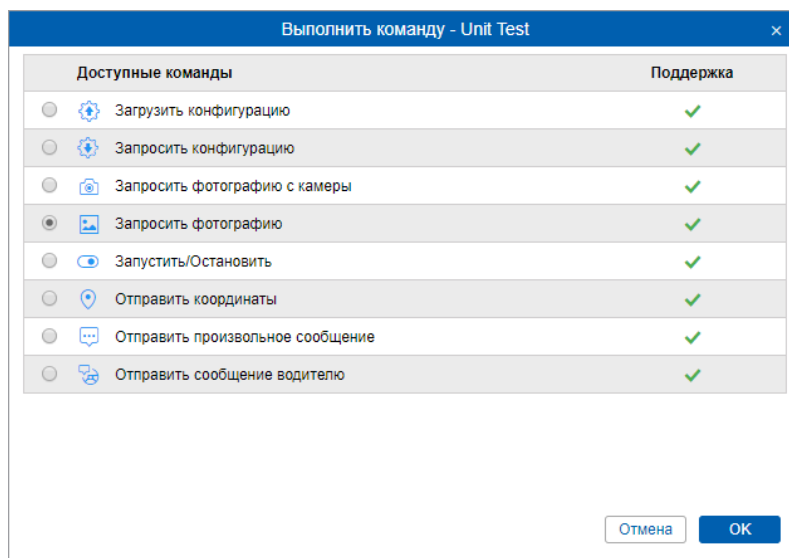 Выполнить команду - Unit Test
Доступные команды Поддержка
Загрузить конфигурацию
Запросить конфигурацию
Запросить фотографию с камеры
Запросить фотографию
Запустить/Остановить
Отправить координаты
Отправить произвольное сообщение
Отправить сообщение водителю
Отмена OK